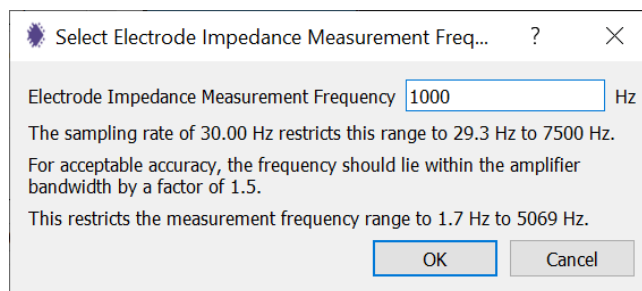 Select Electrode Impedance Measurement Freq...
Electrode Impedance Measurement Frequency 1000 Hz
The sampling rate of 30.00 Hz restricts this range to 29.3 Hz to 7500 Hz.
For acceptable accuracy, the frequency should lie within the amplifier
bandwidth by a factor of 1.5.
This restricts the measurement frequency range to 1.7 Hz to 5069 Hz.
OK Cancel